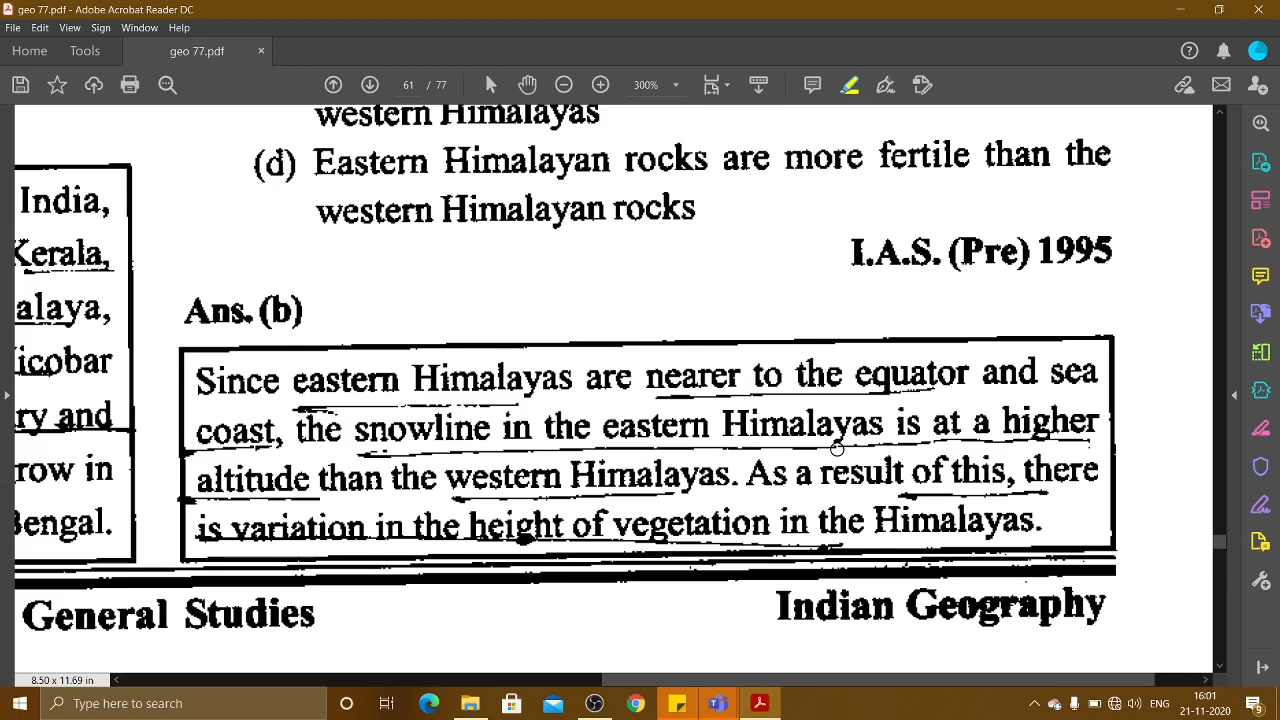 geo 77.pdf - Adobe Acrobat Reader DC
File Edit View Sign Window Help
Home Tools geo 77.pdf ×
61 / 77 300%
western Himalayas
(d) Eastern Himalayan rocks are more fertile than the
western Himalayan rocks
I.A.S. (Pre) 1995
India,
Kerala,
alaya,
icobar
ry and
row in
Bengal.
Ans. (b)
Since eastern Himalayas are nearer to the equator and sea
coast, the snowline in the eastern Himalayas is at a higher
altitude than the western Himalayas. As a result of this, there
is variation in the height of vegetation in the Himalayas.
General Studies Indian Geography
8.50 x 11.69 in
Type here to search
ENG
16:01
21-11-2020
9